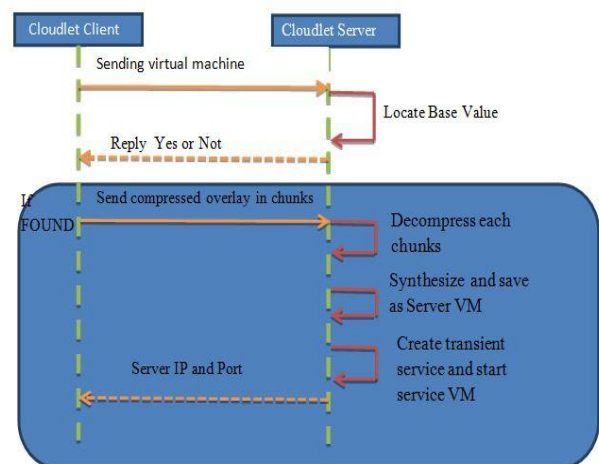 Cloudlet Client
Cloudlet Server
Sending virtual machine
Locate Base Value
Reply Yes or Not
If
FOUND
Send compressed overlay in chunks
Decompress each
chunks
Synthesize and save
as Server VM
Create transient
service and start
service VM
Server IP and Port